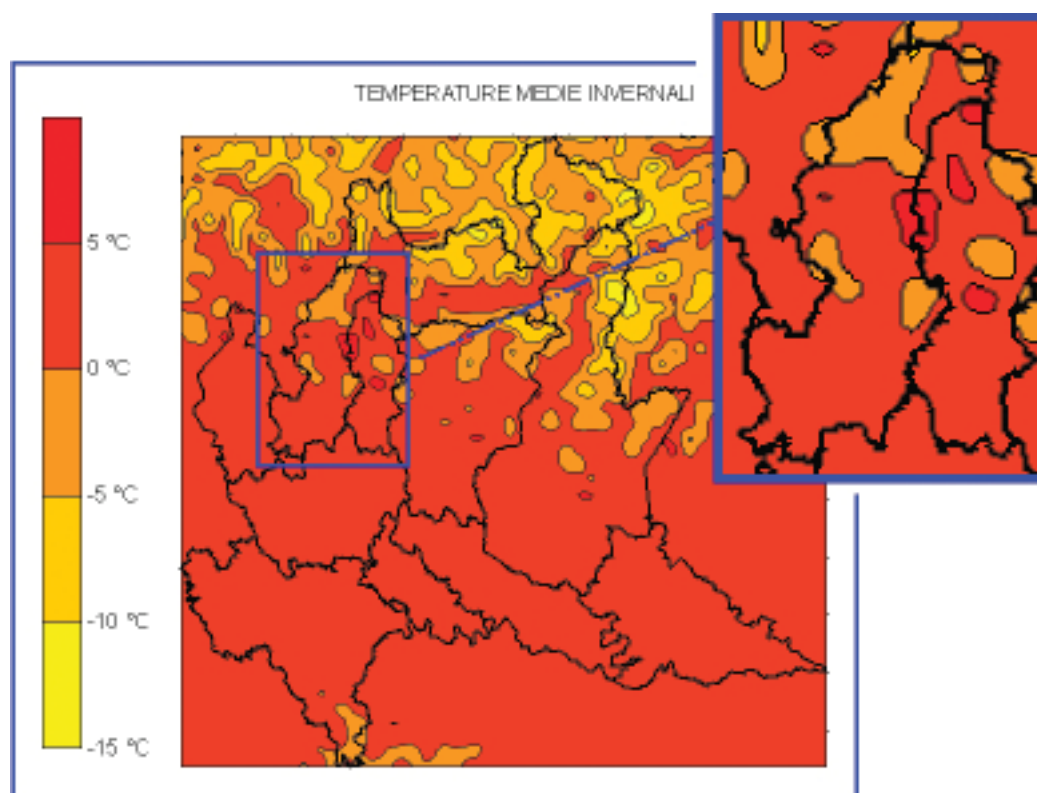 TEMPERATURE MEDIE INVERNALI
5 °C
0 °C
-5 °C
-10 °C
-15 °C